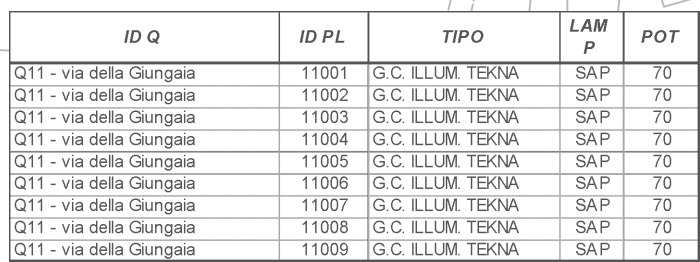 ID Q ID PL TIPO LAMP POT
Q11 - via della Giungaia 11001 G.C. ILLUM. TEKNA SAP 70
Q11 - via della Giungaia 11002 G.C. ILLUM. TEKNA SAP 70
Q11 - via della Giungaia 11003 G.C. ILLUM. TEKNA SAP 70
Q11 - via della Giungaia 11004 G.C. ILLUM. TEKNA SAP 70
Q11 - via della Giungaia 11005 G.C. ILLUM. TEKNA SAP 70
Q11 - via della Giungaia 11006 G.C. ILLUM. TEKNA SAP 70
Q11 - via della Giungaia 11007 G.C. ILLUM. TEKNA SAP 70
Q11 - via della Giungaia 11008 G.C. ILLUM. TEKNA SAP 70
Q11 - via della Giungaia 11009 G.C. ILLUM. TEKNA SAP 70